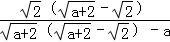 √2 (√a+2 − √2)
√a+2 (√a+2 − √2) − a